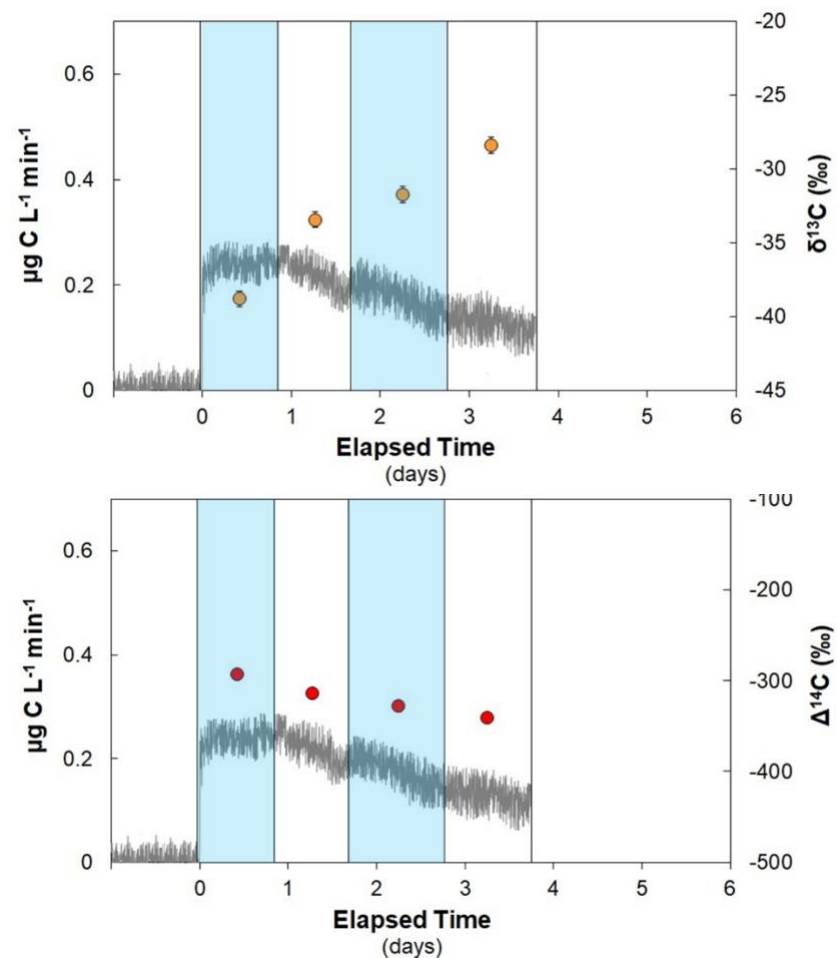 -20
0.6
-25
0.4
-30
-35
0.2
-40
0
-45
µg C L-1 min-1
δ13C (‰)
0 1 2 3 4 5 6
Elapsed Time
(days)
-100
0.6
-200
0.4
-300
0.2
-400
0
-500
µg C L-1 min-1
Δ14C (‰)
0 1 2 3 4 5 6
Elapsed Time
(days)